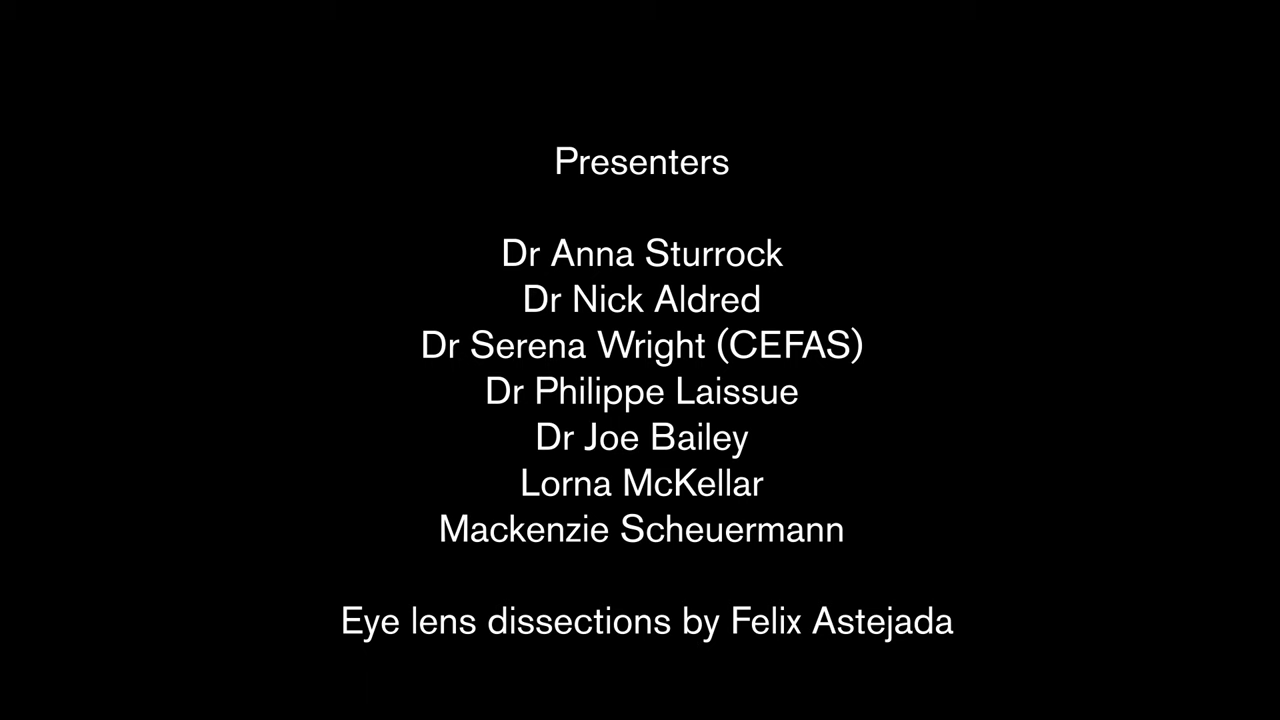 Presenters
Dr Anna Sturrock
Dr Nick Aldred
Dr Serena Wright (CEFAS)
Dr Philippe Laissue
Dr Joe Bailey
Lorna McKellar
Mackenzie Scheuermann
Eye lens dissections by Felix Astejada